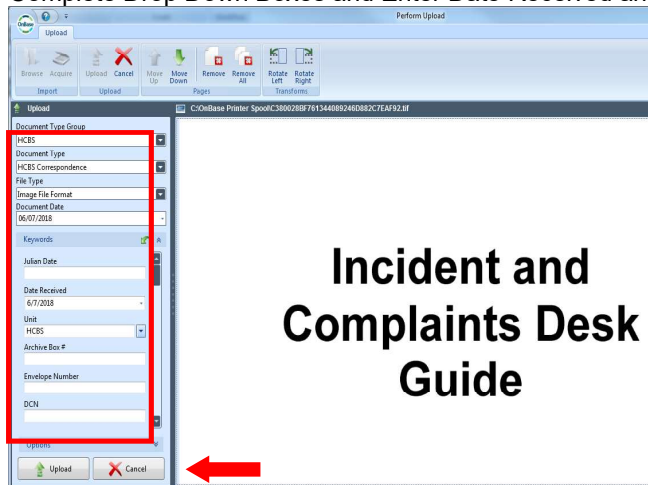 Complete Drop Down Boxes and Enter Date Received an
OnBase
Perform Upload
Upload
Browse Acquire Upload Cancel Move Up Move Down Remove Remove All Rotate Left Rotate Right
Import Upload Pages Transforms
Upload
C:\OnBase Printer Spool\C380028BF761344089246D882C7EAF92.tif
Document Type Group
HCBS
Document Type
HCBS Correspondence
File Type
Image File Format
Document Date
06/07/2018
Keywords
Julian Date
Date Received
6/7/2018
Unit
HCBS
Archive Box #
Envelope Number
DCN
Options
Upload Cancel
Incident and
Complaints Desk
Guide